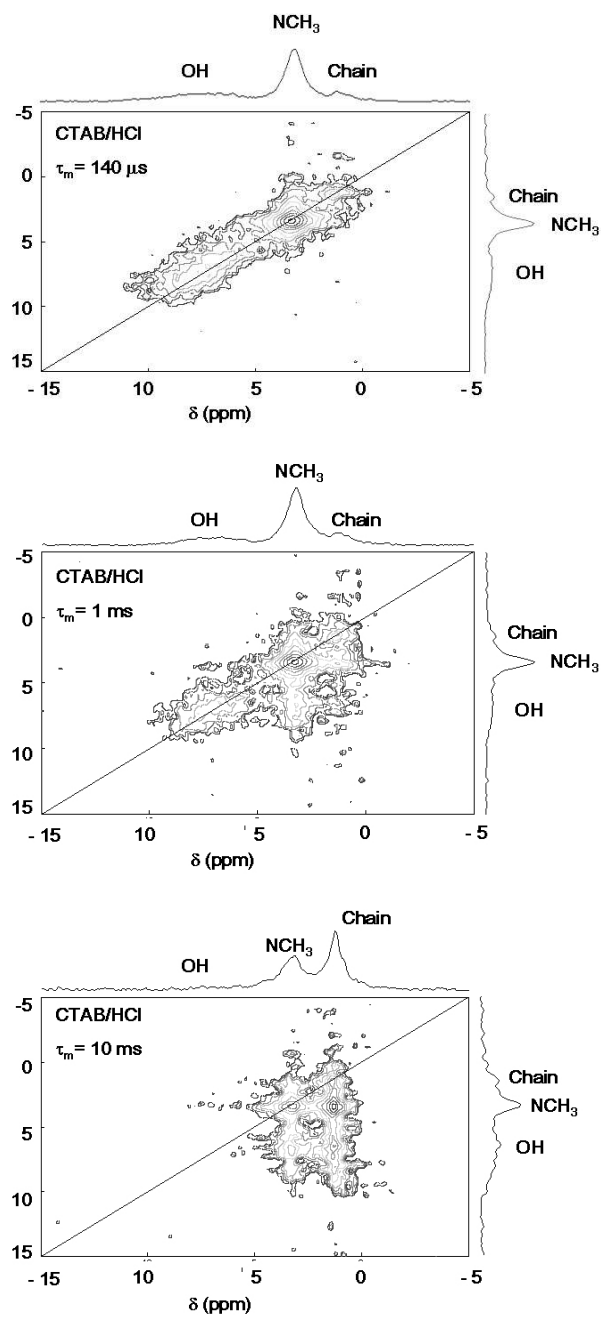 NCH₃
OH
Chain
-5
CTAB/HCl
τm= 140 μs
0
5
10
15
Chain
NCH₃
OH
- 15
10
5
0
- 5
δ (ppm)
NCH₃
OH
Chain
-5
CTAB/HCl
τm= 1 ms
0
5
10
15
Chain
NCH₃
OH
- 15
10
5
0
- 5
δ (ppm)
Chain
NCH₃
OH
-5
CTAB/HCl
τm= 10 ms
0
5
10
15
Chain
NCH₃
OH
- 15
10
5
0
- 5
δ (ppm)